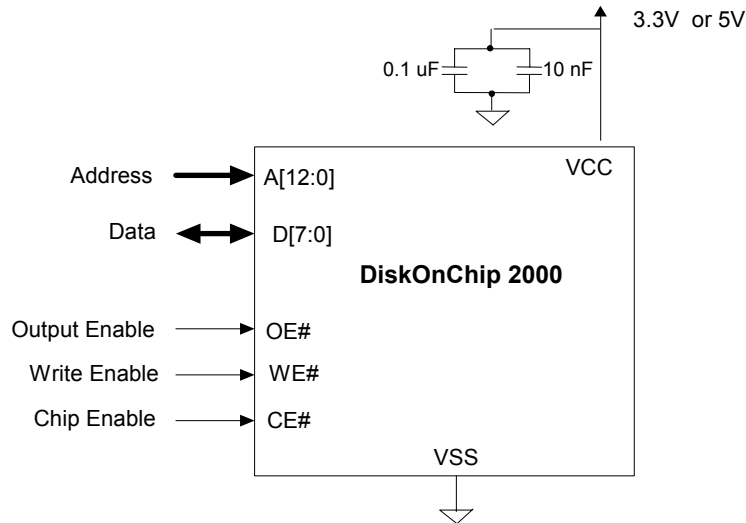 3.3V or 5V
0.1 uF
10 nF
VCC
Address
A[12:0]
Data
D[7:0]
DiskOnChip 2000
Output Enable
OE#
Write Enable
WE#
Chip Enable
CE#
VSS